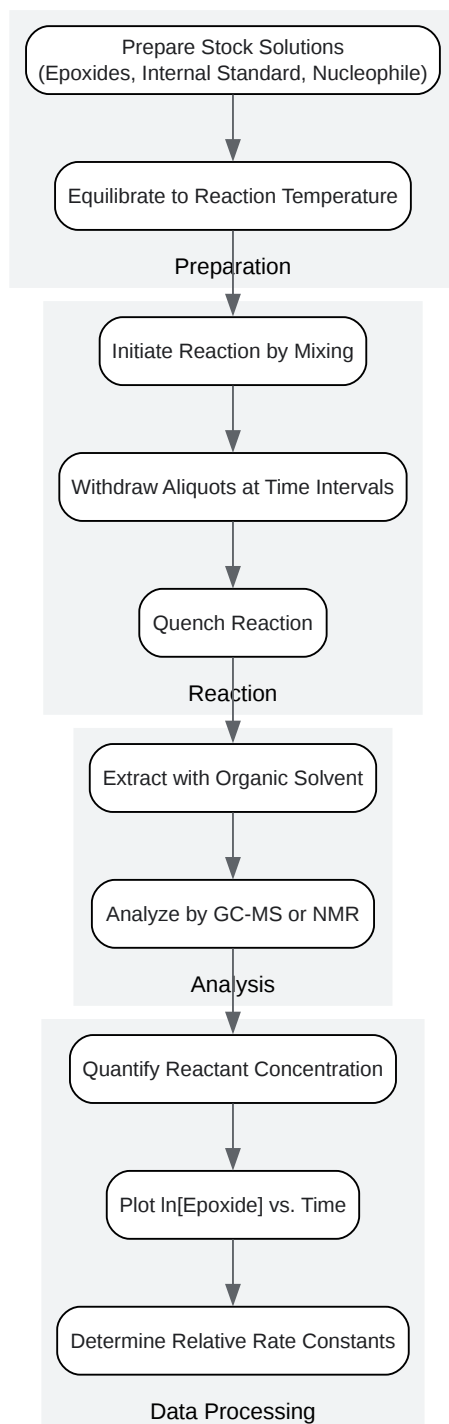 Prepare Stock Solutions
(Epoxides, Internal Standard, Nucleophile)
Equilibrate to Reaction Temperature
Preparation
Initiate Reaction by Mixing
Withdraw Aliquots at Time Intervals
Quench Reaction
Reaction
Extract with Organic Solvent
Analyze by GC-MS or NMR
Analysis
Quantify Reactant Concentration
Plot ln[Epoxide] vs. Time
Determine Relative Rate Constants
Data Processing